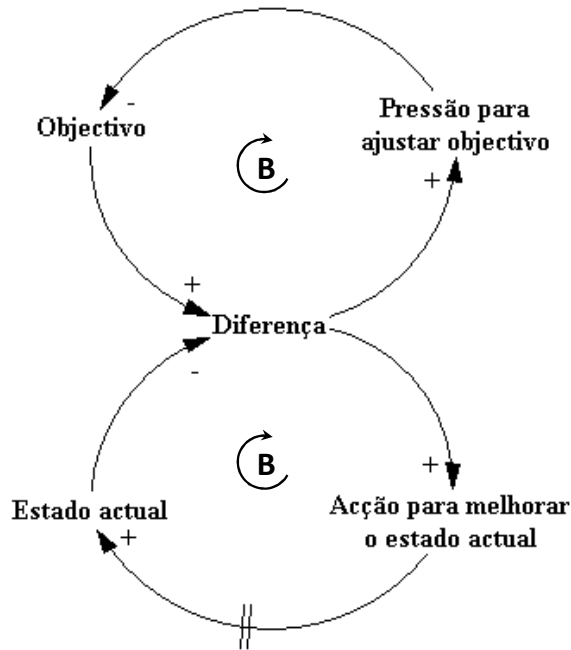 -
Objectivo
Pressão para
ajustar objectivo
B
+
+
Diferença
-
B
+
Estado actual
+
Acção para melhorar
o estado actual